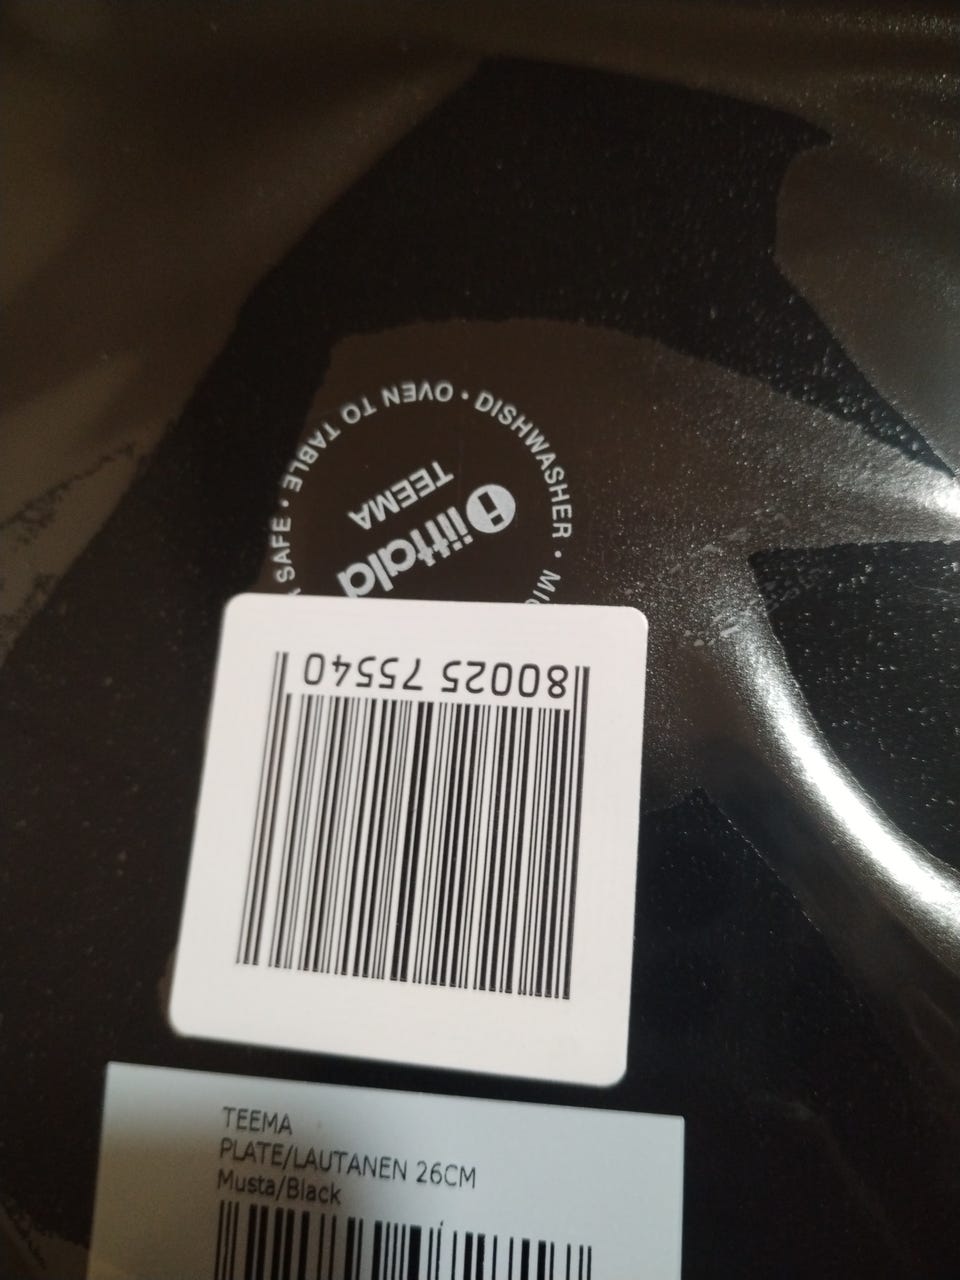 OVEN TO TABLE •
SAFE •
• DISHWASHER •
TEEMA
iittala
80025 75540
TEEMA
PLATE/LAUTANEN 26CM
Musta/Black